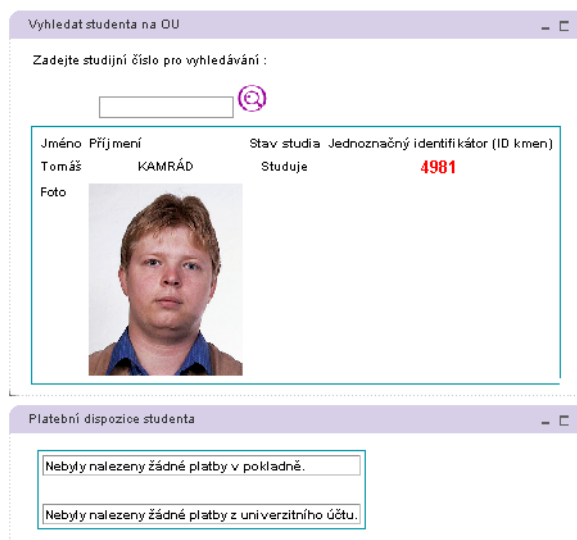 Vyhledat studenta na OU
Zadejte studijní číslo pro vyhledávání :
Jméno Příjmení Stav studia Jednoznačný identifikátor (ID kmen)
Tomáš KAMRÁD Studuje 4981
Foto
Platební dispozice studenta
Nebyly nalezeny žádné platby v pokladně.
Nebyly nalezeny žádné platby z univerzitního účtu.